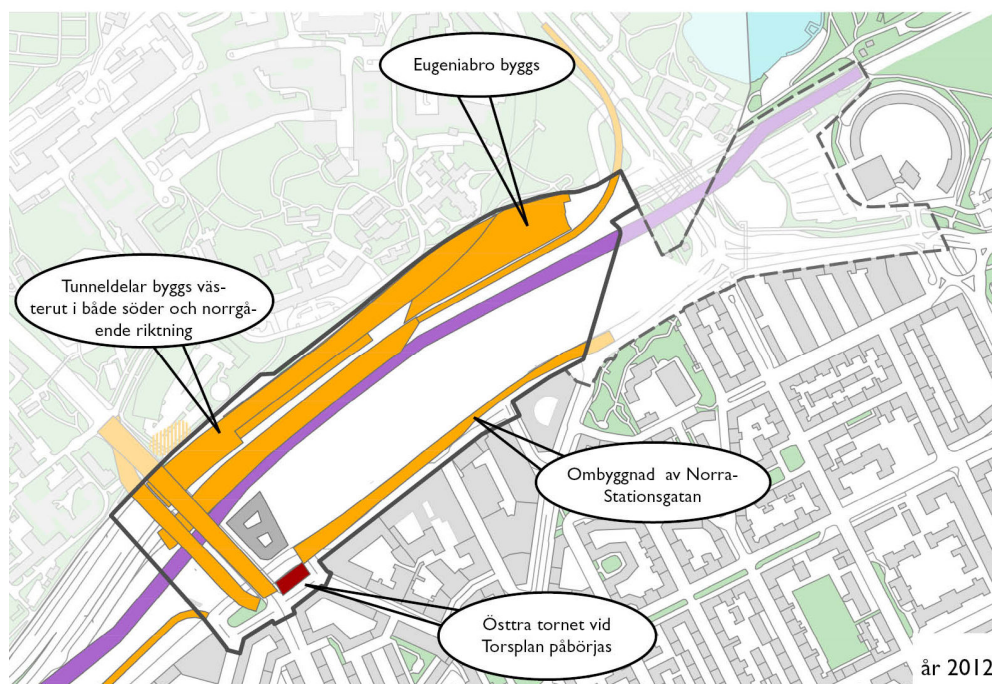 Eugeniabro byggs
Tunneldelar byggs väs-
terut i både söder och norrgå-
ende riktning
Ombyggnad av Norra-
Stationsgatan
Östtra tornet vid
Torsplan påbörjas
år 2012